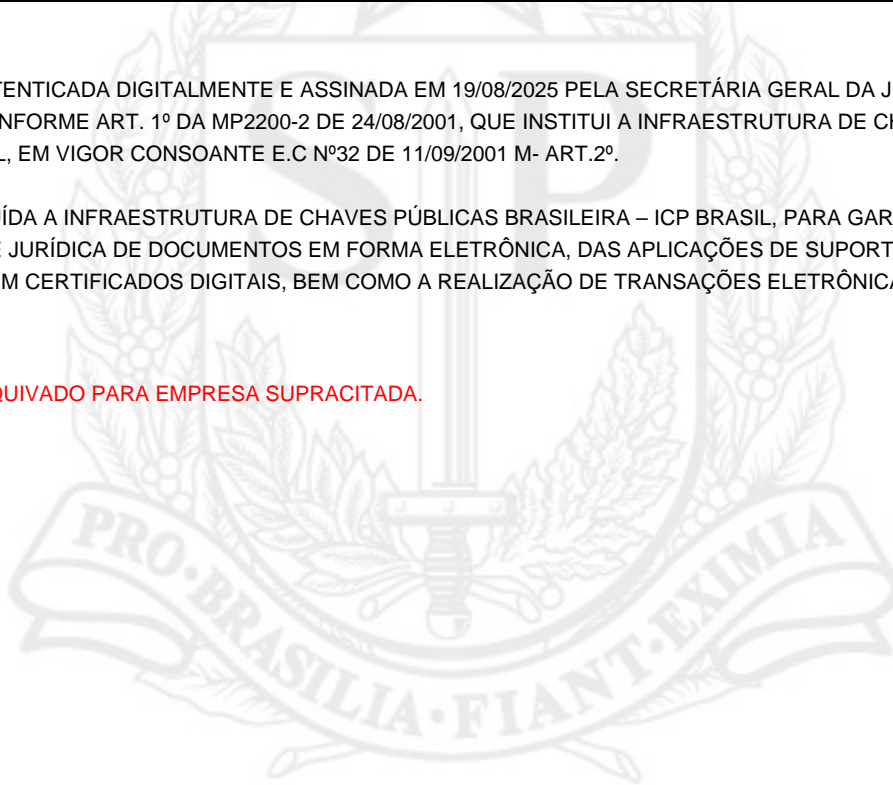 TENTICADA DIGITALMENTE E ASSINADA EM 19/08/2025 PELA SECRETÁRIA GERAL DA J
NFORME ART. 1º DA MP2200-2 DE 24/08/2001, QUE INSTITUI A INFRAESTRUTURA DE CH
L, EM VIGOR CONSOANTE E.C Nº32 DE 11/09/2001 M- ART.2º.
UÍDA A INFRAESTRUTURA DE CHAVES PÚBLICAS BRASILEIRA – ICP BRASIL, PARA GAR
E JURÍDICA DE DOCUMENTOS EM FORMA ELETRÔNICA, DAS APLICAÇÕES DE SUPORT
M CERTIFICADOS DIGITAIS, BEM COMO A REALIZAÇÃO DE TRANSAÇÕES ELETRÔNICA
QUIVADO PARA EMPRESA SUPRACITADA.
SP
PRO·BRASILIA·FIANT·EXIMIA